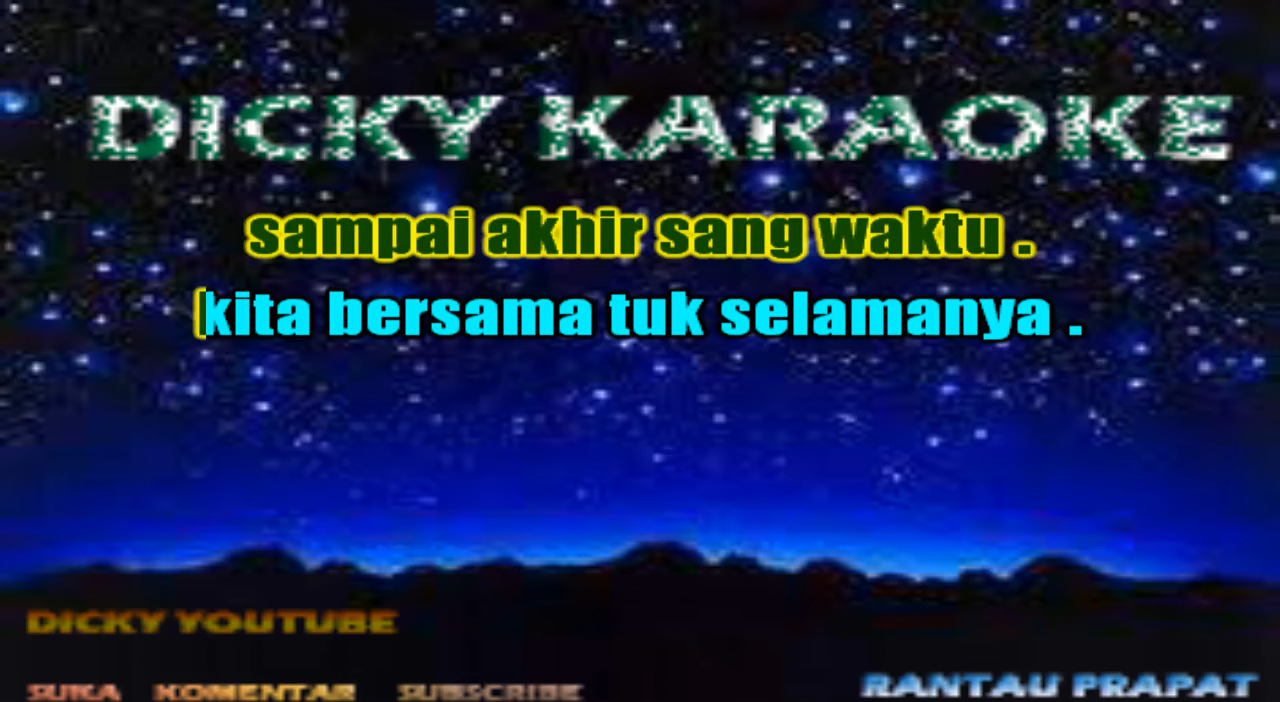 DICKY KARAOKE
sampai akhir sang waktu .
kita bersama tuk selamanya .
DICKY YOUTUBE
SUKA KOMENTAR SUBSCRIBE
RANTAU PRAPAT